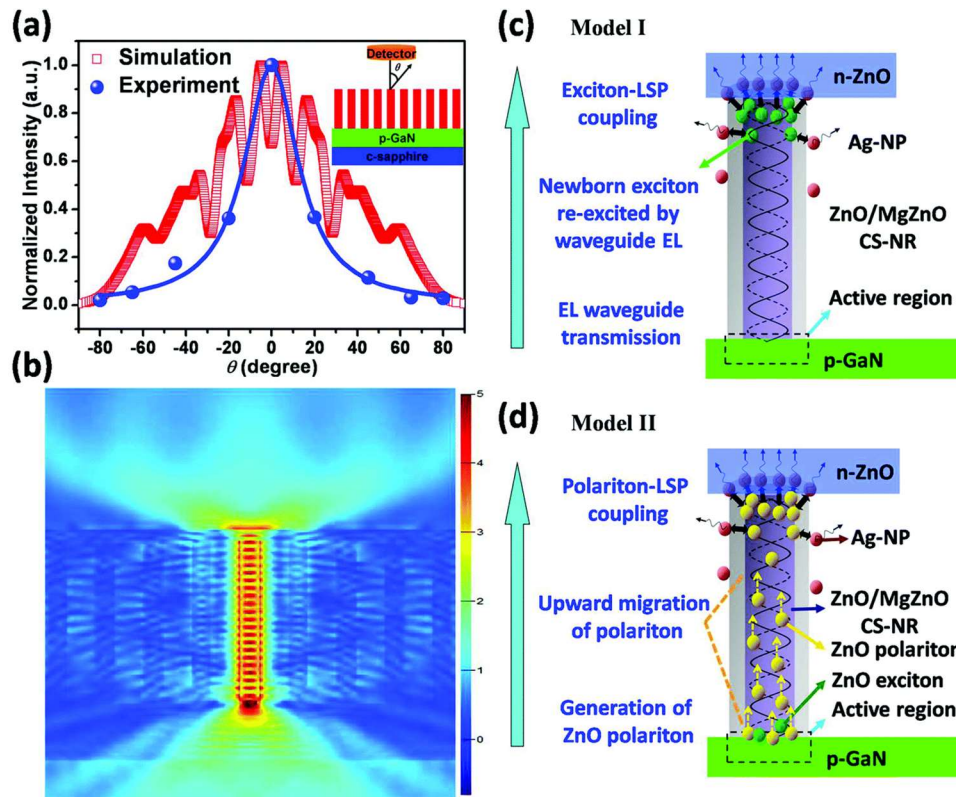 (a)
Normalized Intensity (a.u.)
1.0
0.8
0.6
0.4
0.2
0.0
Simulation
Experiment
Detector
θ
p-GaN
c-sapphire
-80 -60 -40 -20 0 20 40 60 80
θ (degree)
(b)
5
4
3
2
1
0
(c) Model I
Exciton-LSP
coupling
Newborn exciton
re-excited by
waveguide EL
EL waveguide
transmission
n-ZnO
Ag-NP
ZnO/MgZnO
CS-NR
Active region
p-GaN
(d) Model II
Polariton-LSP
coupling
Upward migration
of polariton
Generation of
ZnO polariton
n-ZnO
Ag-NP
ZnO/MgZnO
CS-NR
ZnO polariton
ZnO exciton
Active region
p-GaN